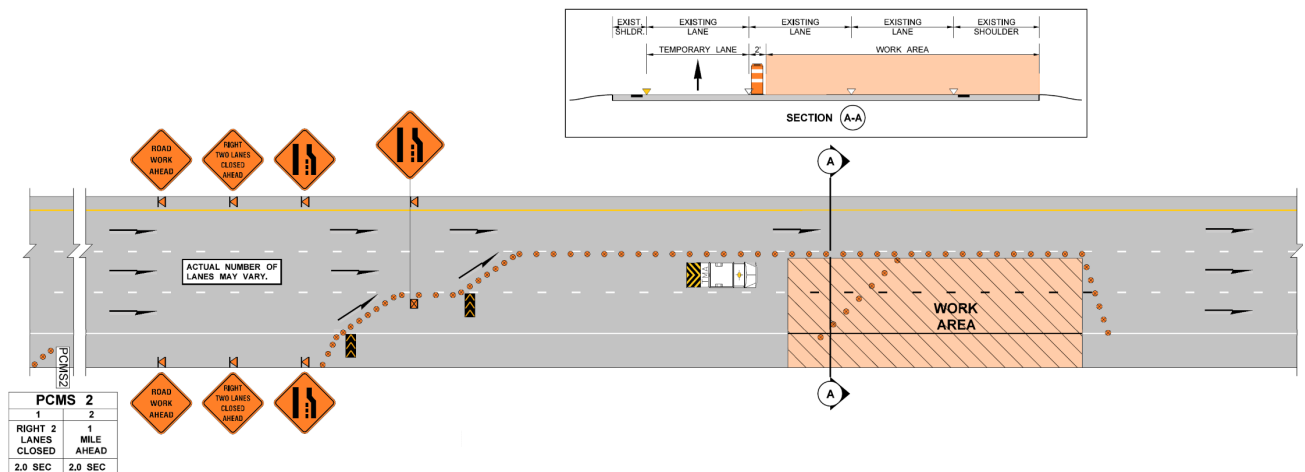 EXIST.
SHLDR.
EXISTING
LANE
EXISTING
LANE
EXISTING
LANE
EXISTING
SHOULDER
TEMPORARY LANE
2'
WORK AREA
SECTION A-A
ROAD
WORK
AHEAD
RIGHT
TWO LANES
CLOSED
AHEAD
A
ACTUAL NUMBER OF
LANES MAY VARY.
TMA
WORK
AREA
PCMS2
ROAD
WORK
AHEAD
RIGHT
TWO LANES
CLOSED
AHEAD
A
PCMS 2
1 2
RIGHT 2 1
LANES MILE
CLOSED AHEAD
2.0 SEC 2.0 SEC